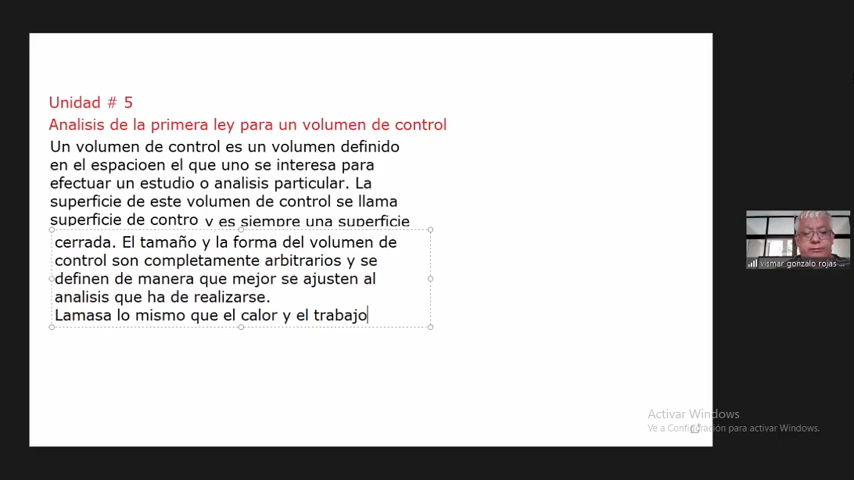 Unidad # 5
Analisis de la primera ley para un volumen de control
Un volumen de control es un volumen definido
en el espacioen el que uno se interesa para
efectuar un estudio o analisis particular. La
superficie de este volumen de control se llama
superficie de contro y es siempre una superficie
cerrada. El tamaño y la forma del volumen de
control son completamente arbitrarios y se
definen de manera que mejor se ajusten al
analisis que ha de realizarse.
Lamasa lo mismo que el calor y el trabajo
vismar gonzalo rojas
Activar Windows
Ve a Configuración para activar Windows.